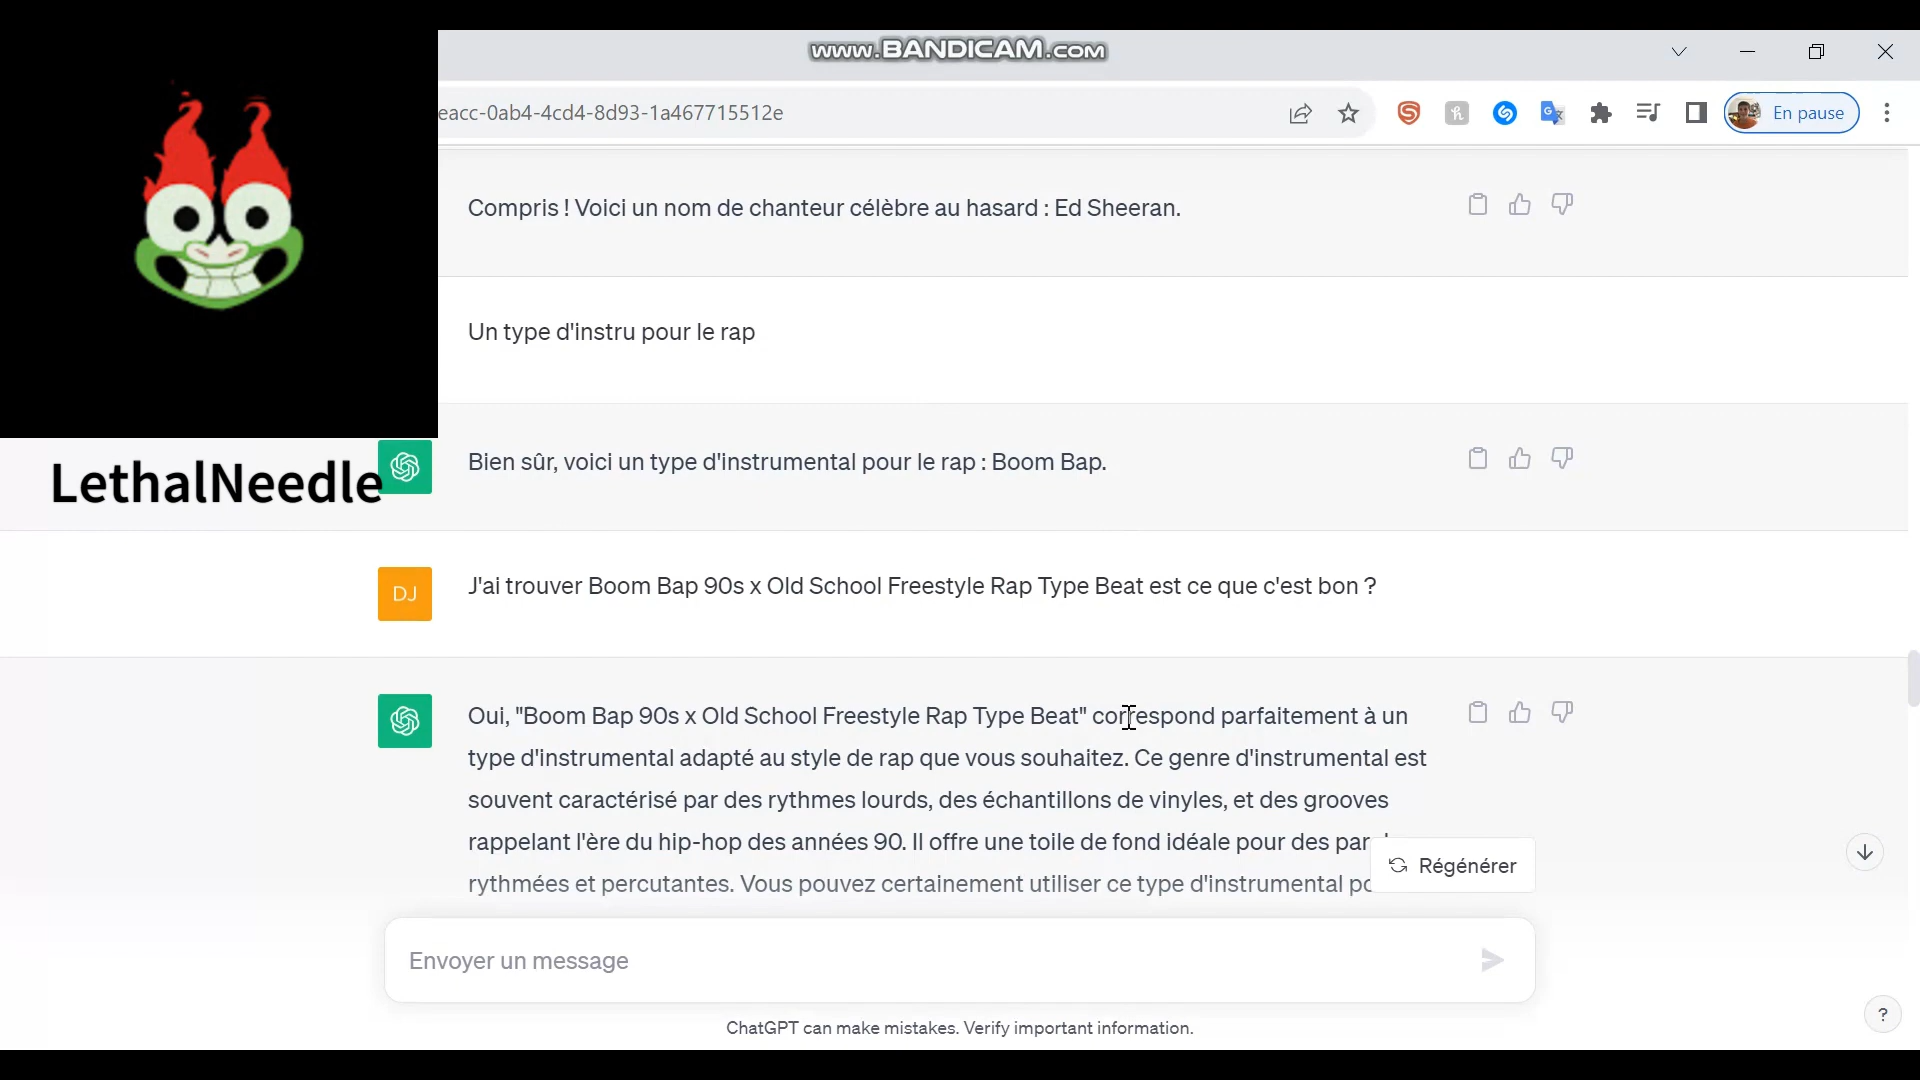 www.BANDICAM.com
eacc-0ab4-4cd4-8d93-1a467715512e
En pause
Compris ! Voici un nom de chanteur célèbre au hasard : Ed Sheeran.
Un type d'instru pour le rap
LethalNeedle
Bien sûr, voici un type d'instrumental pour le rap : Boom Bap.
DJ
J'ai trouver Boom Bap 90s x Old School Freestyle Rap Type Beat est ce que c'est bon ?
Oui, "Boom Bap 90s x Old School Freestyle Rap Type Beat" correspond parfaitement à un
type d'instrumental adapté au style de rap que vous souhaitez. Ce genre d'instrumental est
souvent caractérisé par des rythmes lourds, des échantillons de vinyles, et des grooves
rappelant l'ère du hip-hop des années 90. Il offre une toile de fond idéale pour des
Régénérer
rythmées et percutantes. Vous pouvez certainement utiliser ce type d'instrumental
Envoyer un message
ChatGPT can make mistakes. Verify important information.
?